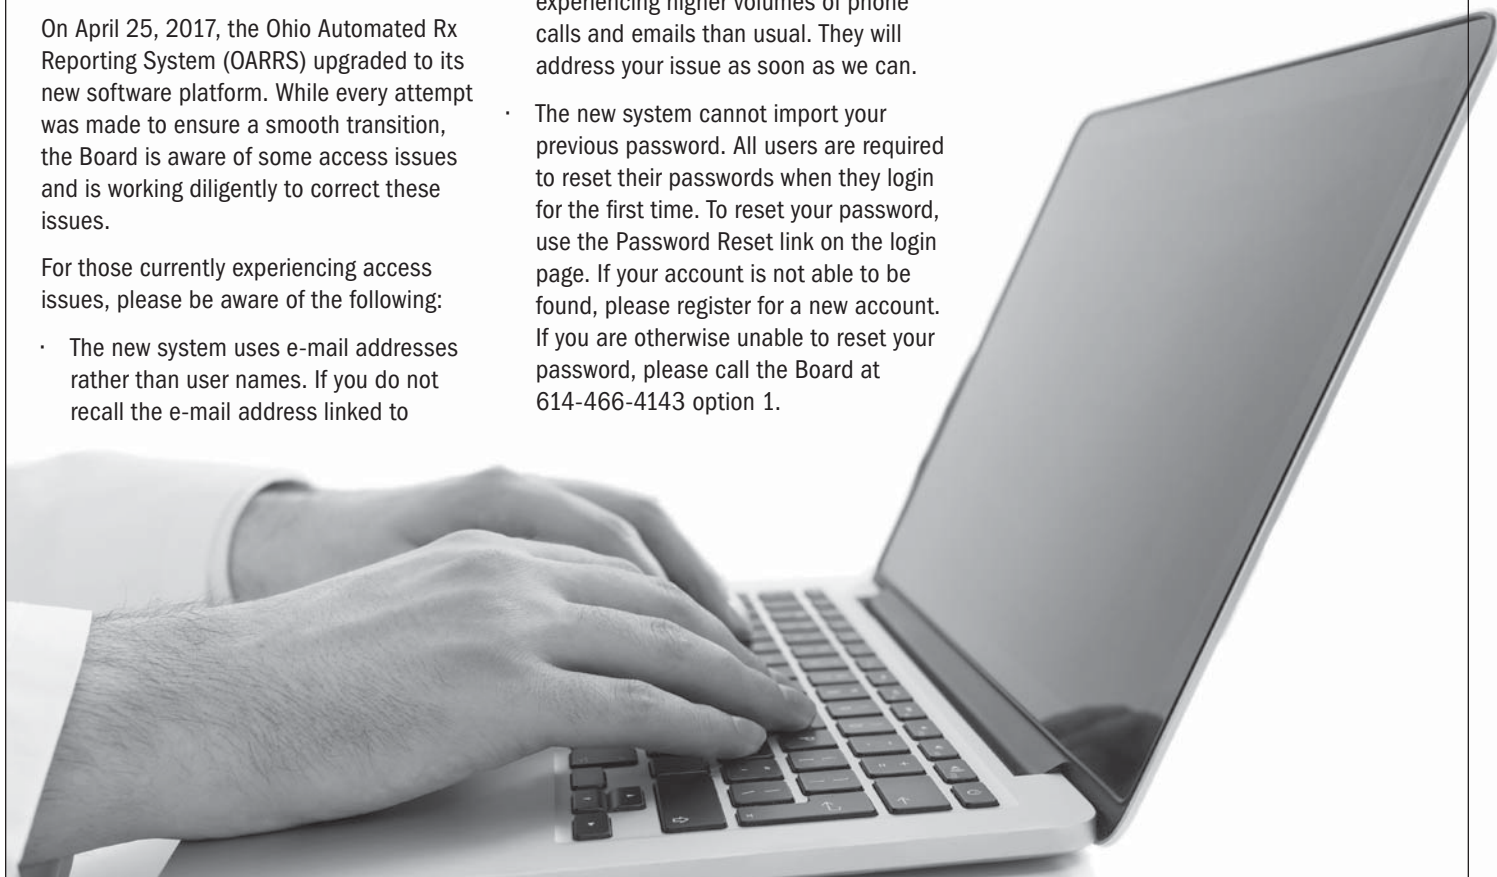 On April 25, 2017, the Ohio Automated Rx
Reporting System (OARRS) upgraded to its
new software platform. While every attempt
was made to ensure a smooth transition,
the Board is aware of some access issues
and is working diligently to correct these
issues.
For those currently experiencing access
issues, please be aware of the following:
· The new system uses e-mail addresses
rather than user names. If you do not
recall the e-mail address linked to
experiencing higher volumes of phone
calls and emails than usual. They will
address your issue as soon as we can.
· The new system cannot import your
previous password. All users are required
to reset their passwords when they login
for the first time. To reset your password,
use the Password Reset link on the login
page. If your account is not able to be
found, please register for a new account.
If you are otherwise unable to reset your
password, please call the Board at
614-466-4143 option 1.